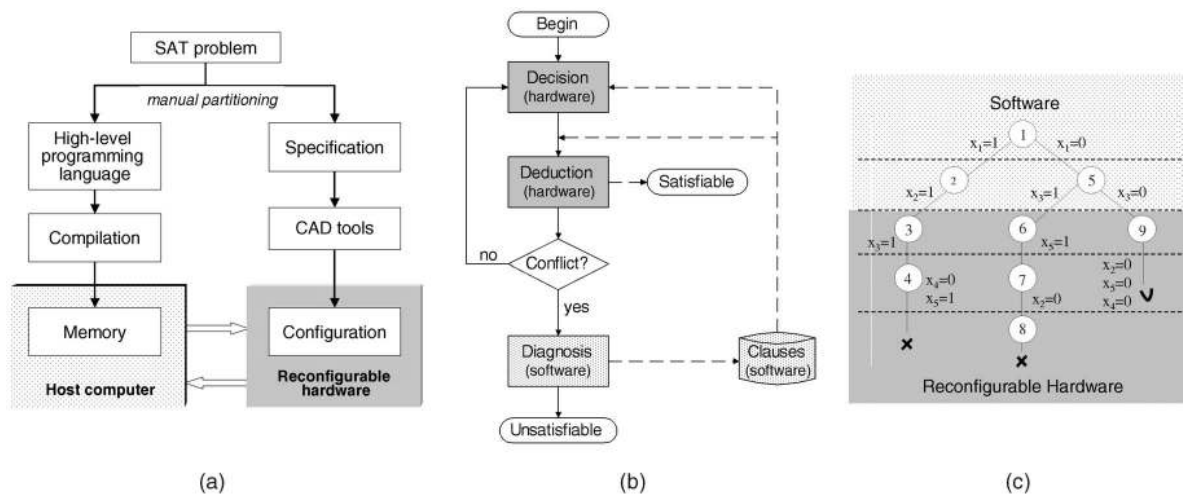 SAT problem
manual partitioning
High-level
programming
language
Specification
Compilation
CAD tools
Memory
Configuration
Host computer
Reconfigurable
hardware
(a)
Begin
Decision
(hardware)
Deduction
(hardware)
Satisfiable
Conflict?
no
yes
Diagnosis
(software)
Clauses
(software)
Unsatisfiable
(b)
Software
1
x₁=1
x₁=0
2
5
x₂=1
x₃=1
x₃=0
3
6
9
x₃=1
x₅=1
4
x₄=0
x₅=1
7
x₂=0
x₂=0
x₅=0
x₄=0
8
Reconfigurable Hardware
(c)